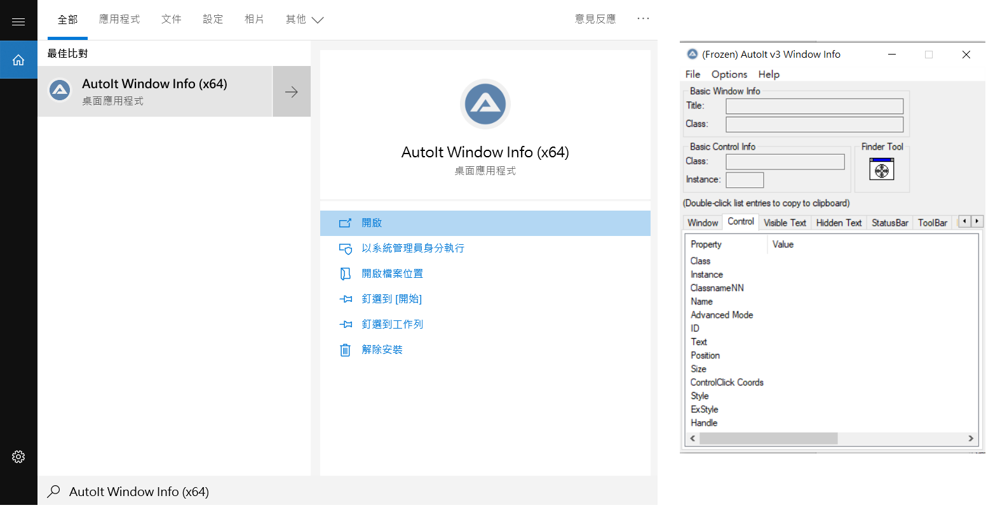 全部 應用程式 文件 設定 相片 其他 意見反應 ...
最佳比對
AutoIt Window Info (x64)
桌面應用程式
AutoIt Window Info (x64)
桌面應用程式
開啟
以系統管理員身分執行
開啟檔案位置
釘選到 [開始]
釘選到工作列
解除安裝
AutoIt Window Info (x64)
(Frozen) AutoIt v3 Window Info
File Options Help
Basic Window Info
Title:
Class:
Basic Control Info
Finder Tool
Class:
Instance:
(Double-click list entries to copy to clipboard)
Window Control Visible Text Hidden Text StatusBar ToolBar
Property Value
Class
Instance
ClassnameNN
Name
Advanced Mode
ID
Text
Position
Size
ControlClick Coords
Style
ExStyle
Handle